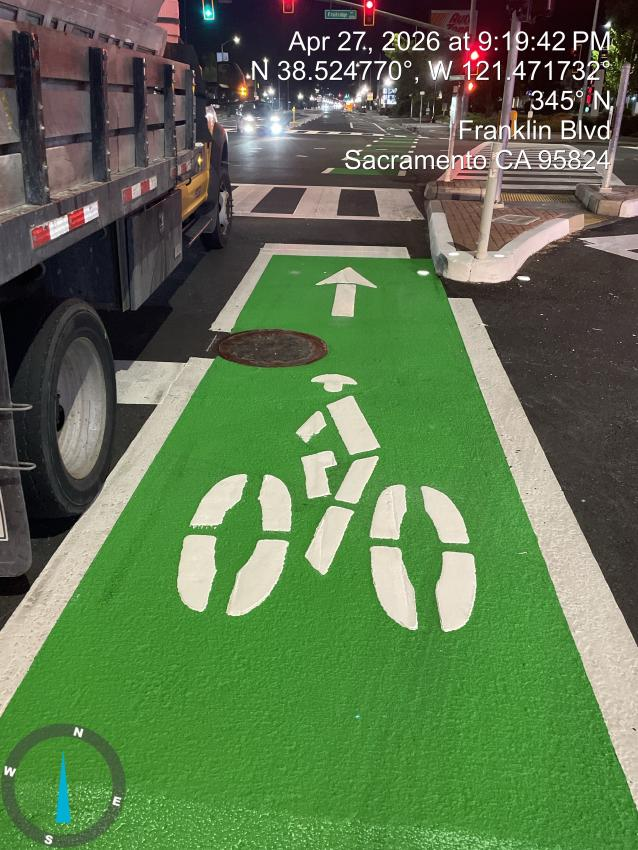 Apr 27, 2026 at 9:19:42 PM
N 38.524770°, W 121.471732°
345° N
Franklin Blvd
Sacramento CA 95824
N
W
E
S